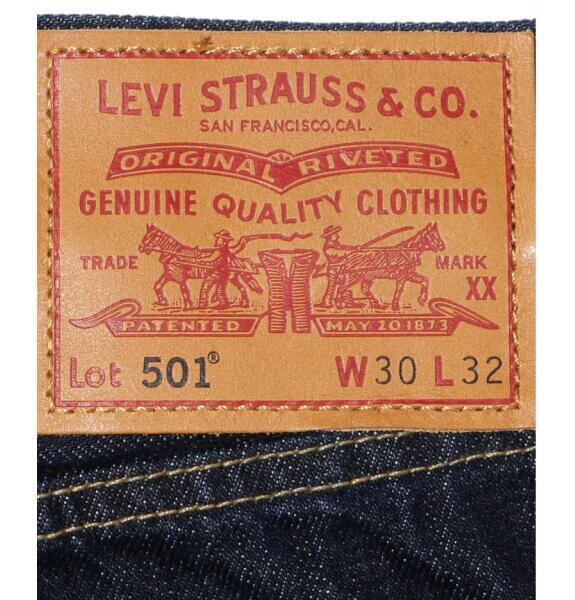 LEVI STRAUSS & CO.
SAN FRANCISCO, CAL.
ORIGINAL RIVETED
GENUINE QUALITY CLOTHING
TRADE MARK
XX
PATENTED MAY 20 1873
Lot 501® W30 L32